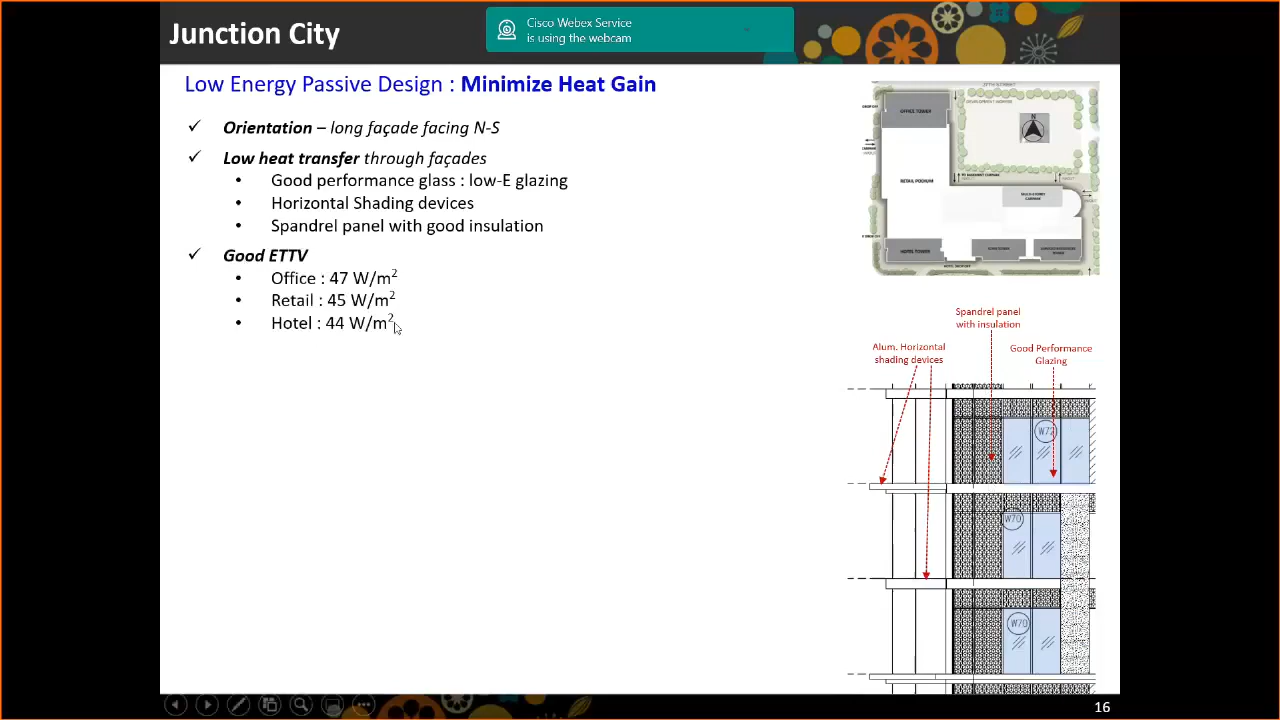 Junction City
Cisco Webex Service
is using the webcam
Low Energy Passive Design : Minimize Heat Gain
✓ Orientation – long façade facing N-S
✓ Low heat transfer through façades
• Good performance glass : low-E glazing
• Horizontal Shading devices
• Spandrel panel with good insulation
✓ Good ETTV
• Office : 47 W/m²
• Retail : 45 W/m²
• Hotel : 44 W/m²
OFFICE TOWER
N
RETAIL PODIUM
HOTEL TOWER
Spandrel panel
with insulation
Alum. Horizontal
shading devices
Good Performance
Glazing
W70
W70
16